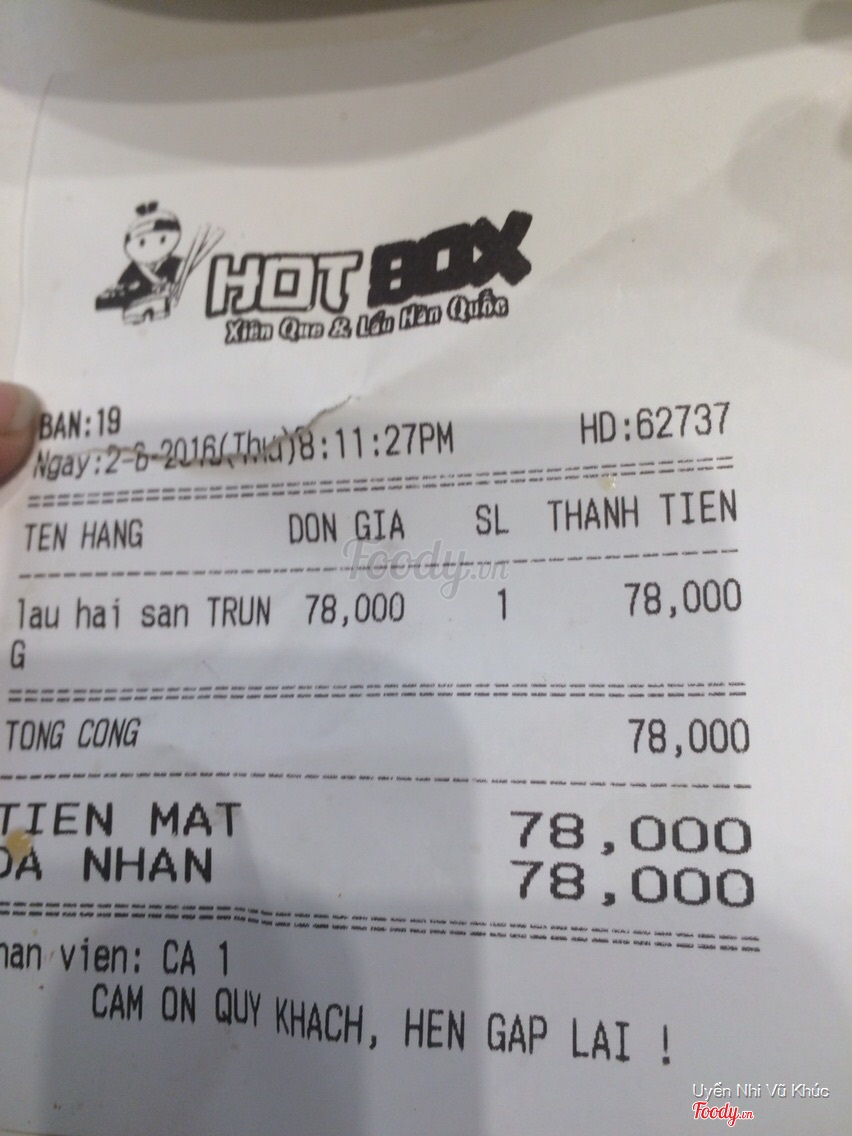 HOT BOX
Xiên Que & Lẩu Hàn Quốc
BAN:19
Ngay:2-6-2016(Thu)8:11:27PM HD:62737
TEN HANG DON GIA SL THANH TIEN
Foody.vn
lau hai san TRUN 78,000 1 78,000
G
TONG CONG 78,000
TIEN MAT 78,000
DA NHAN 78,000
han vien: CA 1
CAM ON QUY KHACH, HEN GAP LAI !
Uyển Nhi Vũ Khúc
Foody.vn